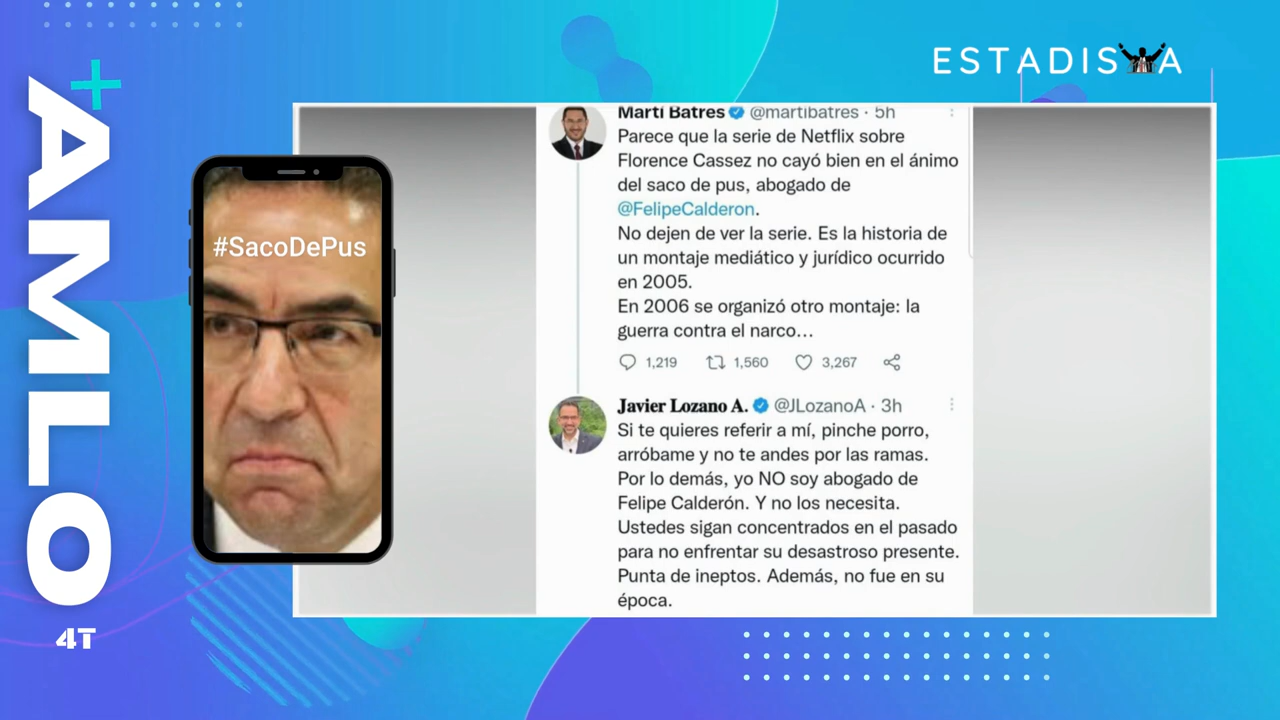 ESTADISTA
+AMLO
4T
#SacoDePus
Martí Batres @martibatres · 5h
Parece que la serie de Netflix sobre
Florence Cassez no cayó bien en el ánimo
del saco de pus, abogado de
@FelipeCalderon.
No dejen de ver la serie. Es la historia de
un montaje mediático y jurídico ocurrido
en 2005.
En 2006 se organizó otro montaje: la
guerra contra el narco…
1,219 1,560 3,267
Javier Lozano A. @JLozanoA · 3h
Si te quieres referir a mí, pinche porro,
arróbame y no te andes por las ramas.
Por lo demás, yo NO soy abogado de
Felipe Calderón. Y no los necesita.
Ustedes sigan concentrados en el pasado
para no enfrentar su desastroso presente.
Punta de ineptos. Además, no fue en su
época.